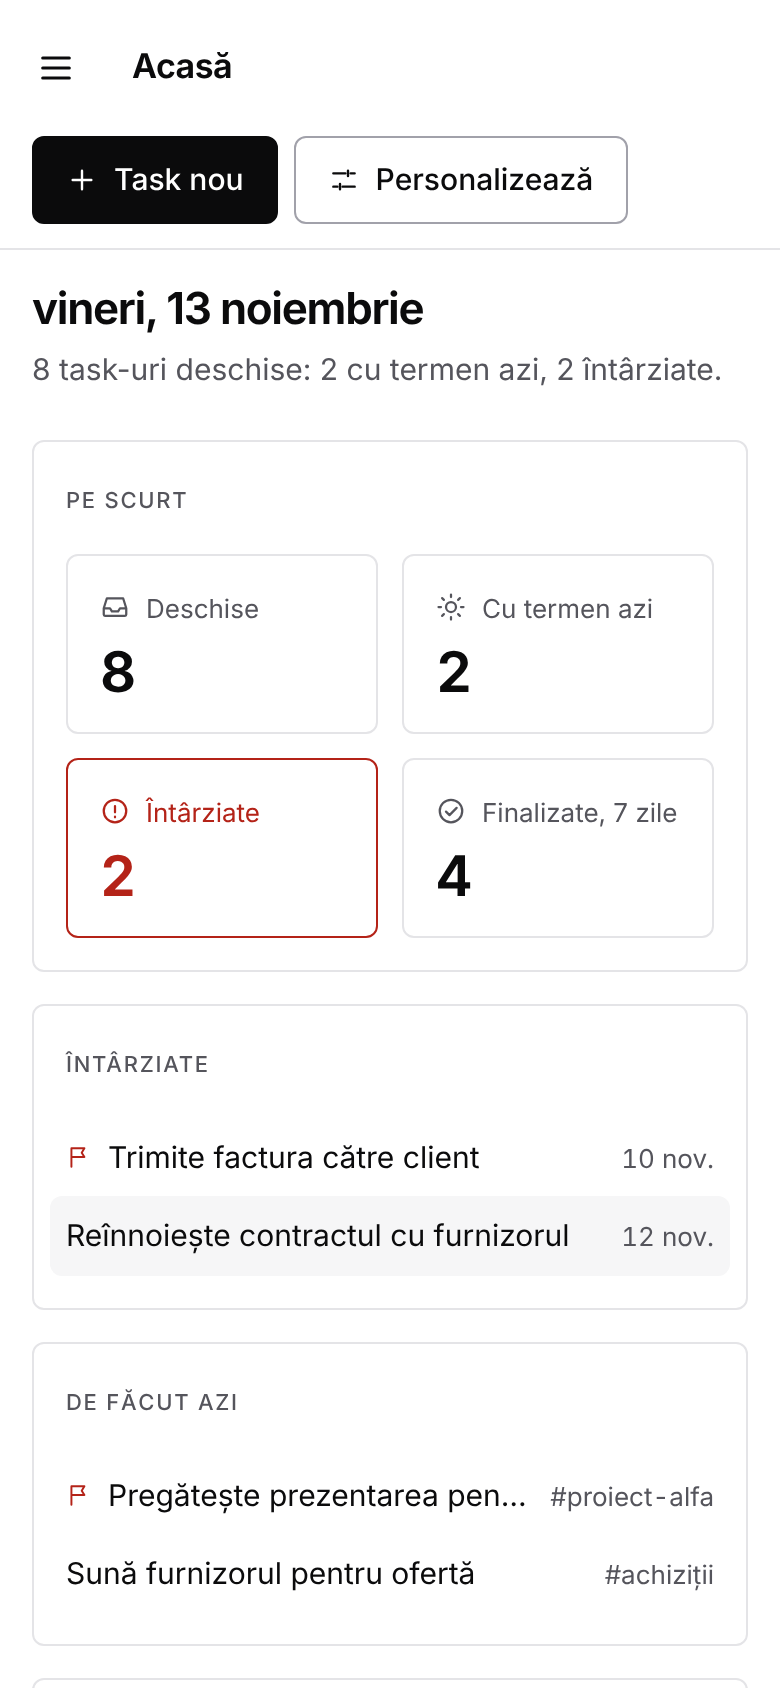 Acasă
Task nou
Personalizează
vineri, 13 noiembrie
8 task-uri deschise: 2 cu termen azi, 2 întârziate.
PE SCURT
Deschise
8
Cu termen azi
2
Întârziate
2
Finalizate, 7 zile
4
ÎNTÂRZIATE
Trimite factura către client 10 nov.
Reînnoiește contractul cu furnizorul 12 nov.
DE FĂCUT AZI
Pregătește prezentarea pen... #proiect-alfa
Sună furnizorul pentru ofertă #achiziții